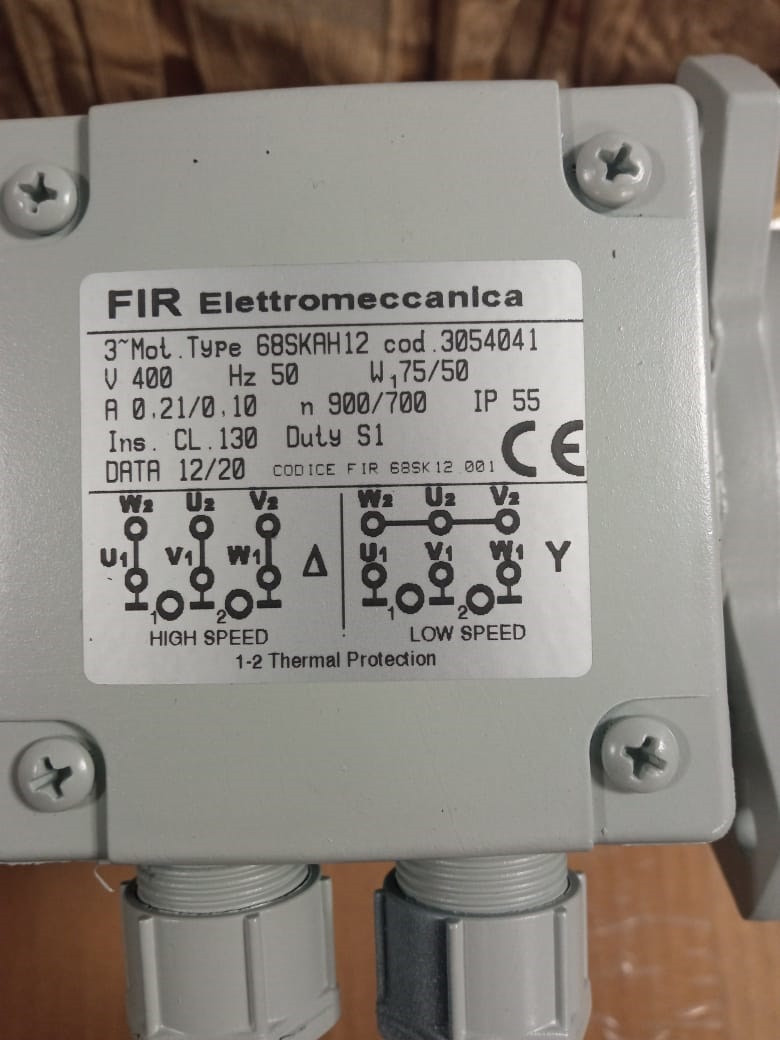 FIR Elettromeccanica
3~Mot.Type 68SKAH12 cod.3054041
V 400 Hz 50 W₁75/50
A 0.21/0.10 n 900/700 IP 55
Ins. CL.130 Duty S1
DATA 12/20 CODICE FIR 68SK12 001 CE
W2 U2 V2 W2 U2 V2
U1 V1 W1 Δ U1 V1 W1 Y
1 2 1 2
HIGH SPEED LOW SPEED
1-2 Thermal Protection